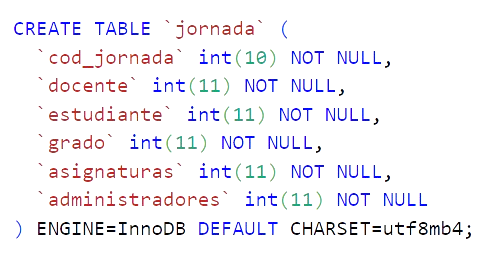 CREATE TABLE `jornada` (
`cod_jornada` int(10) NOT NULL,
`docente` int(11) NOT NULL,
`estudiante` int(11) NOT NULL,
`grado` int(11) NOT NULL,
`asignaturas` int(11) NOT NULL,
`administradores` int(11) NOT NULL
) ENGINE=InnoDB DEFAULT CHARSET=utf8mb4;